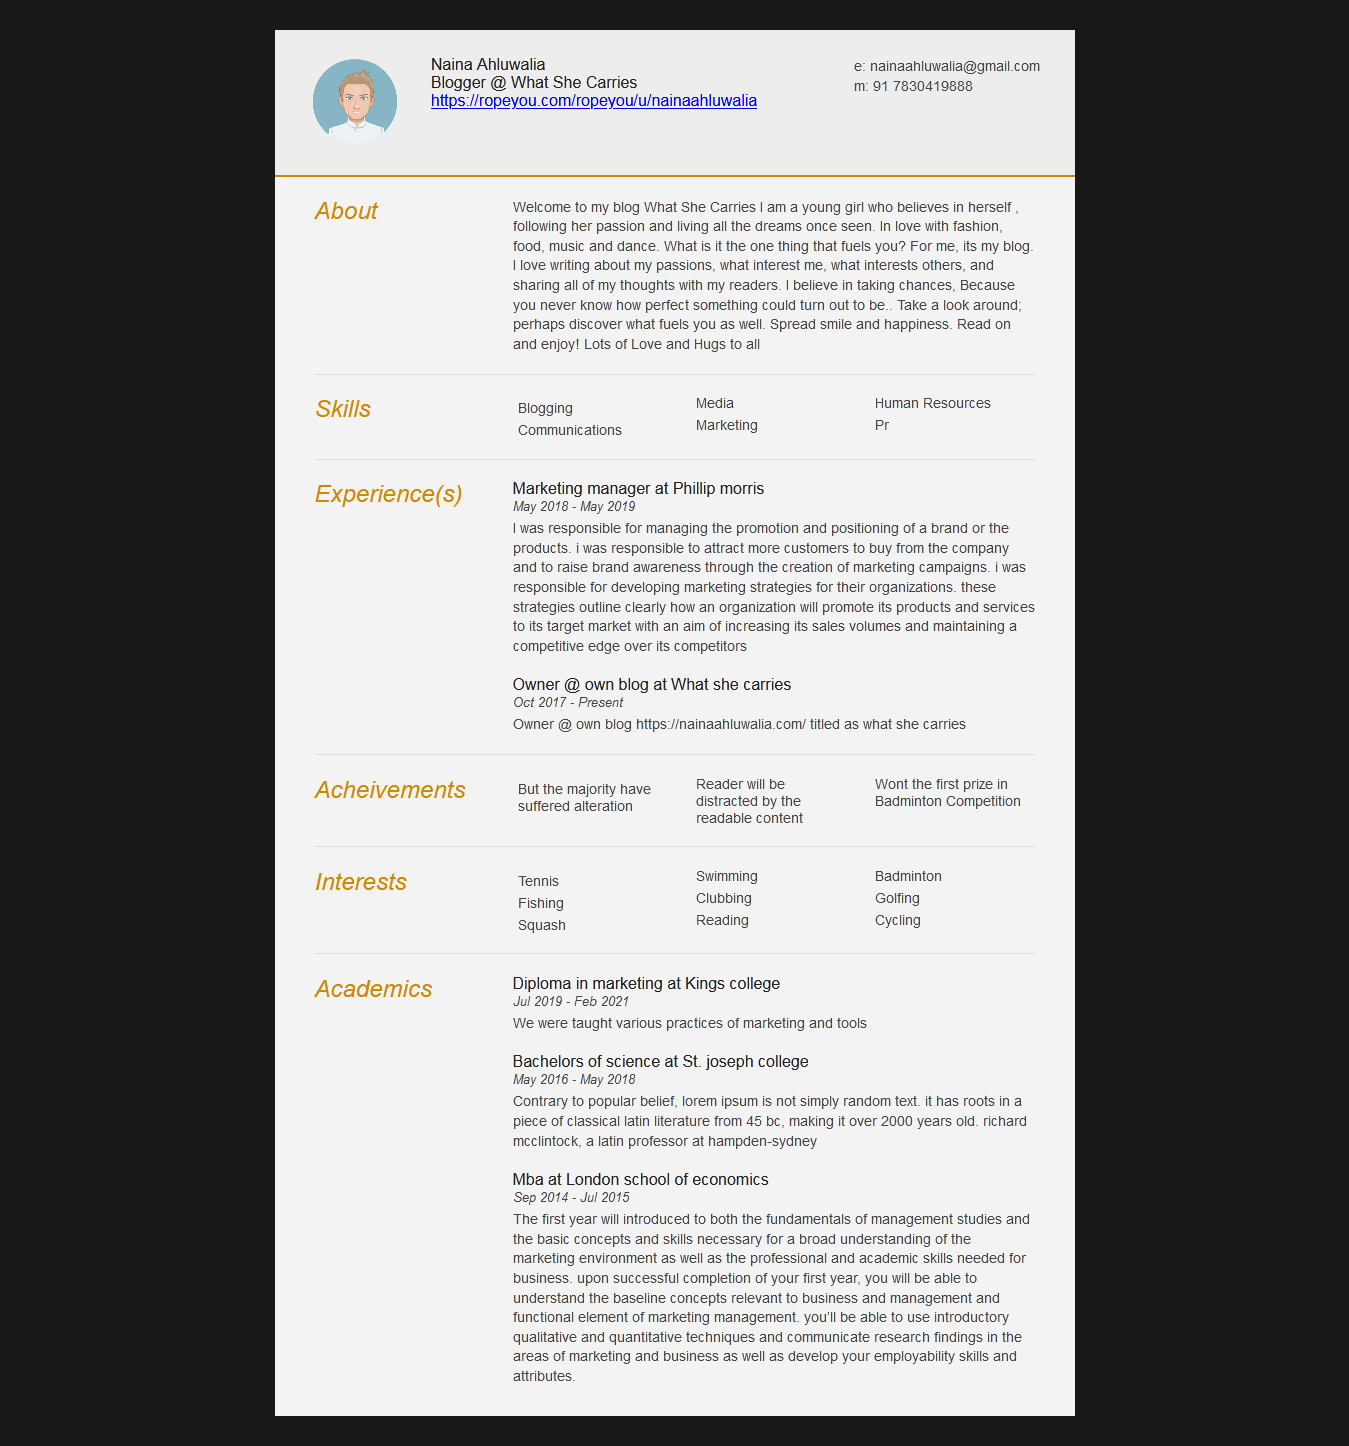 Naina Ahluwalia
Blogger @ What She Carries
https://ropeyou.com/ropeyou/u/nainaahluwalia
e: nainaahluwalia@gmail.com
m: 91 7830419888
About
Welcome to my blog What She Carries I am a young girl who believes in herself ,
following her passion and living all the dreams once seen. In love with fashion,
food, music and dance. What is it the one thing that fuels you? For me, its my blog.
I love writing about my passions, what interest me, what interests others, and
sharing all of my thoughts with my readers. I believe in taking chances, Because
you never know how perfect something could turn out to be.. Take a look around;
perhaps discover what fuels you as well. Spread smile and happiness. Read on
and enjoy! Lots of Love and Hugs to all
Skills
Blogging
Communications
Media
Marketing
Human Resources
Pr
Experience(s)
Marketing manager at Phillip morris
May 2018 - May 2019
I was responsible for managing the promotion and positioning of a brand or the
products. i was responsible to attract more customers to buy from the company
and to raise brand awareness through the creation of marketing campaigns. i was
responsible for developing marketing strategies for their organizations. these
strategies outline clearly how an organization will promote its products and services
to its target market with an aim of increasing its sales volumes and maintaining a
competitive edge over its competitors
Owner @ own blog at What she carries
Oct 2017 - Present
Owner @ own blog https://nainaahluwalia.com/ titled as what she carries
Acheivements
But the majority have
suffered alteration
Reader will be
distracted by the
readable content
Wont the first prize in
Badminton Competition
Interests
Tennis
Fishing
Squash
Swimming
Clubbing
Reading
Badminton
Golfing
Cycling
Academics
Diploma in marketing at Kings college
Jul 2019 - Feb 2021
We were taught various practices of marketing and tools
Bachelors of science at St. joseph college
May 2016 - May 2018
Contrary to popular belief, lorem ipsum is not simply random text. it has roots in a
piece of classical latin literature from 45 bc, making it over 2000 years old. richard
mcclintock, a latin professor at hampden-sydney
Mba at London school of economics
Sep 2014 - Jul 2015
The first year will introduced to both the fundamentals of management studies and
the basic concepts and skills necessary for a broad understanding of the
marketing environment as well as the professional and academic skills needed for
business. upon successful completion of your first year, you will be able to
understand the baseline concepts relevant to business and management and
functional element of marketing management. you'll be able to use introductory
qualitative and quantitative techniques and communicate research findings in the
areas of marketing and business as well as develop your employability skills and
attributes.